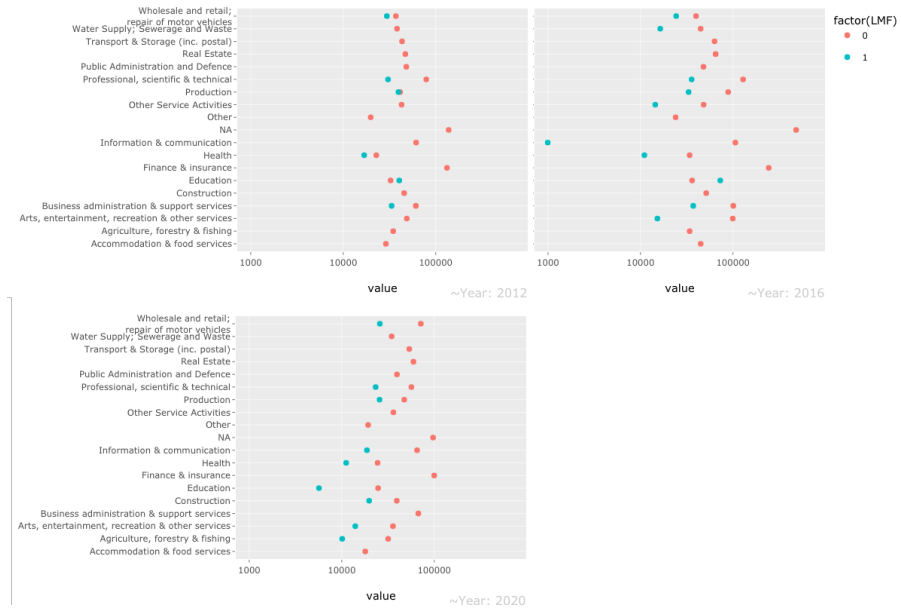 Wholesale and retail;
repair of motor vehicles
Water Supply; Sewerage and Waste
Transport & Storage (inc. postal)
Real Estate
Public Administration and Defence
Professional, scientific & technical
Production
Other Service Activities
Other
NA
Information & communication
Health
Finance & insurance
Education
Construction
Business administration & support services
Arts, entertainment, recreation & other services
Agriculture, forestry & fishing
Accommodation & food services
1000 10000 100000
value
~Year: 2012
1000 10000 100000
value
~Year: 2016
factor(LMF)
0
1
Wholesale and retail;
repair of motor vehicles
Water Supply; Sewerage and Waste
Transport & Storage (inc. postal)
Real Estate
Public Administration and Defence
Professional, scientific & technical
Production
Other Service Activities
Other
NA
Information & communication
Health
Finance & insurance
Education
Construction
Business administration & support services
Arts, entertainment, recreation & other services
Agriculture, forestry & fishing
Accommodation & food services
1000 10000 100000
value
~Year: 2020